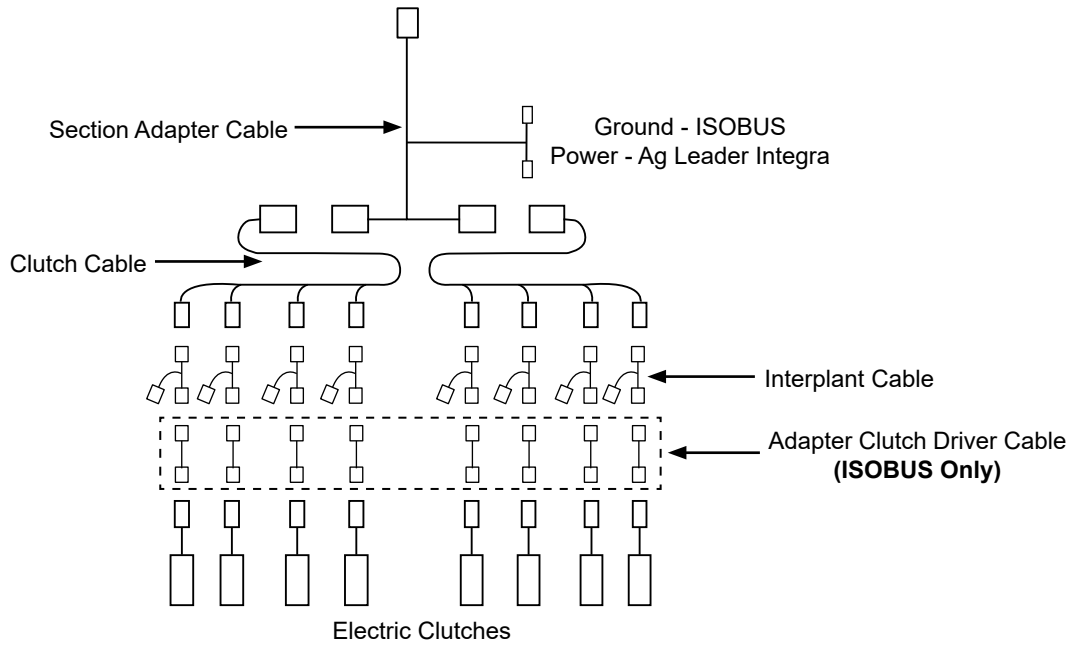 Section Adapter Cable
Ground - ISOBUS
Power - Ag Leader Integra
Clutch Cable
Interplant Cable
Adapter Clutch Driver Cable
(ISOBUS Only)
Electric Clutches